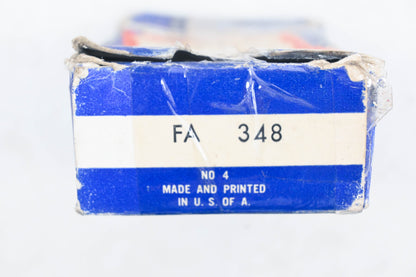 FA 348
NO 4
MADE AND PRINTED
IN U. S. OF A.